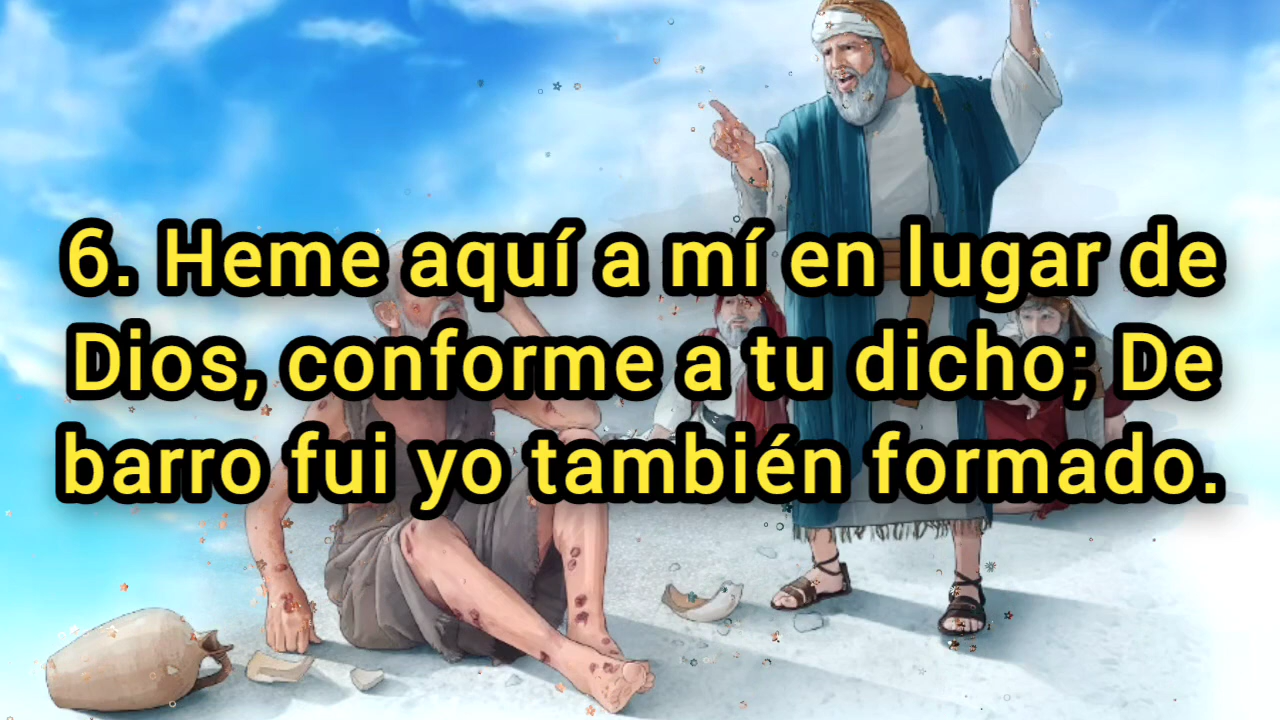 6. Heme aquí a mí en lugar de
Dios, conforme a tu dicho; De
barro fui yo también formado.